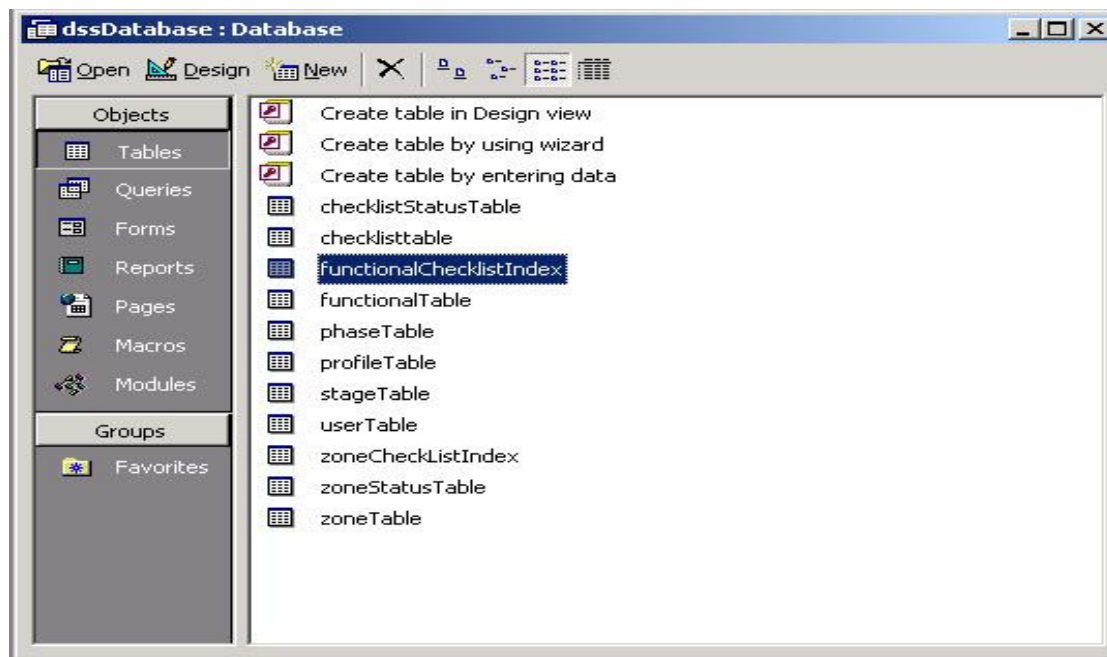 dssDatabase : Database
Open Design New
Objects
Tables
Queries
Forms
Reports
Pages
Macros
Modules
Groups
Favorites
Create table in Design view
Create table by using wizard
Create table by entering data
checklistStatusTable
checklisttable
functionalChecklistIndex
functionalTable
phaseTable
profileTable
stageTable
userTable
zoneCheckListIndex
zoneStatusTable
zoneTable